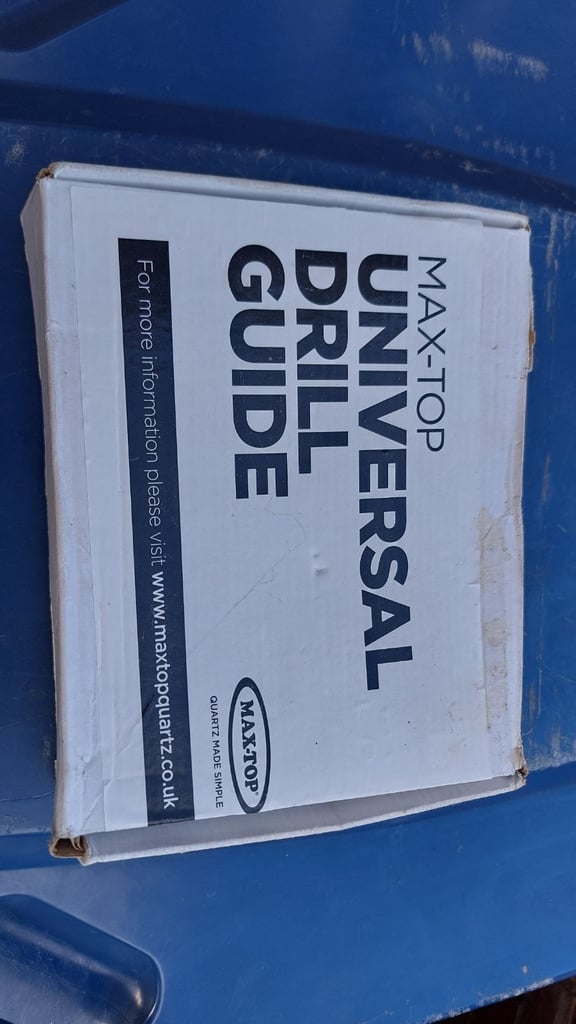 MAX-TOP
UNIVERSAL
DRILL
GUIDE
MAX-TOP®
QUARTZ MADE SIMPLE
For more information please visit www.maxtopquartz.co.uk